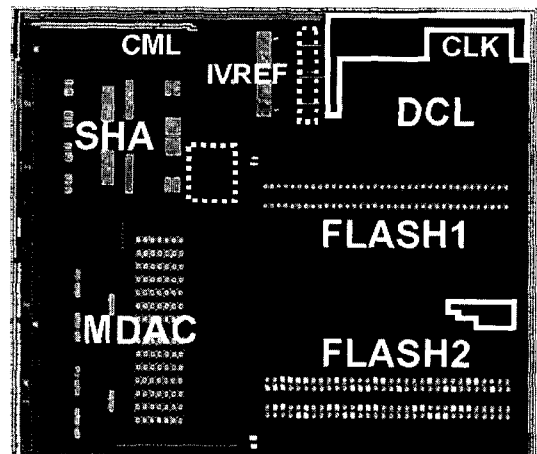 CML
IVREF
CLK
DCL
SHA
FLASH1
MDAC
FLASH2